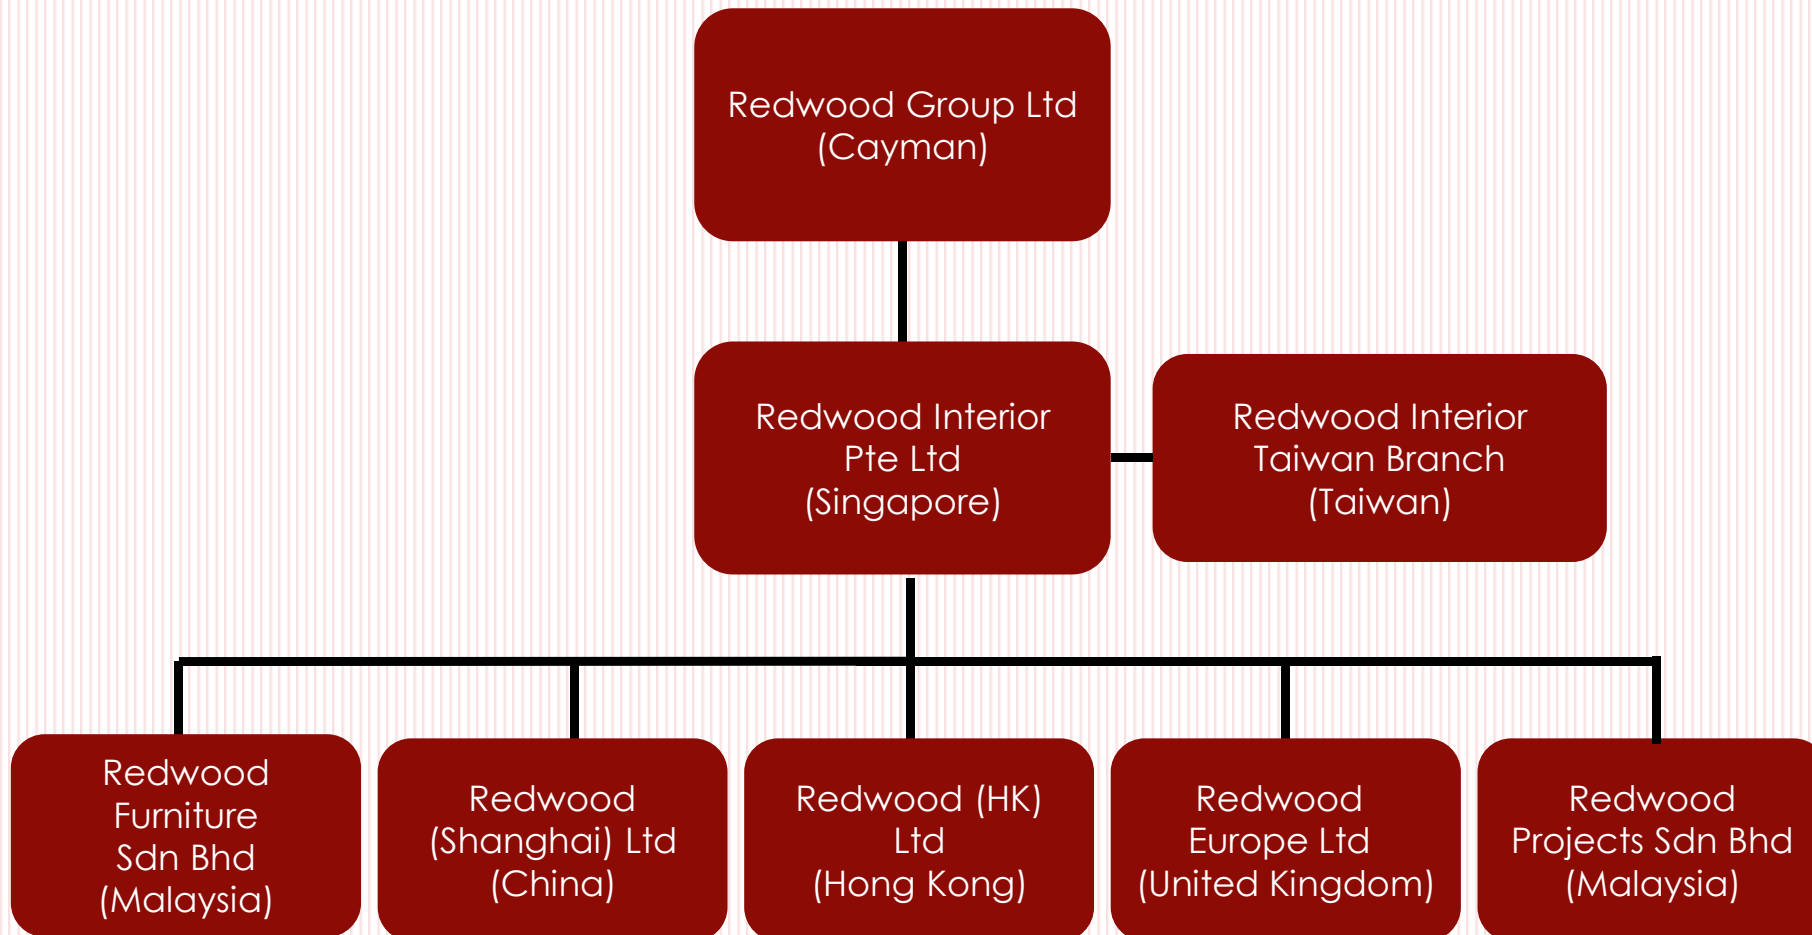 Redwood Group Ltd
(Cayman)
Redwood Interior
Pte Ltd
(Singapore)
Redwood Interior
Taiwan Branch
(Taiwan)
Redwood
Furniture
Sdn Bhd
(Malaysia)
Redwood
(Shanghai) Ltd
(China)
Redwood (HK)
Ltd
(Hong Kong)
Redwood
Europe Ltd
(United Kingdom)
Redwood
Projects Sdn Bhd
(Malaysia)